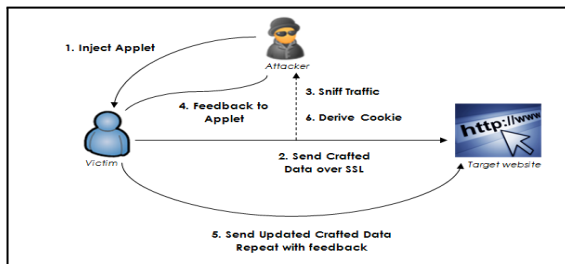 1. Inject Applet
Attacker
4. Feedback to
Applet
3. Sniff Traffic
6. Derive Cookie
http://www
Victim
2. Send Crafted
Data over SSL
Target website
5. Send Updated Crafted Data
Repeat with feedback